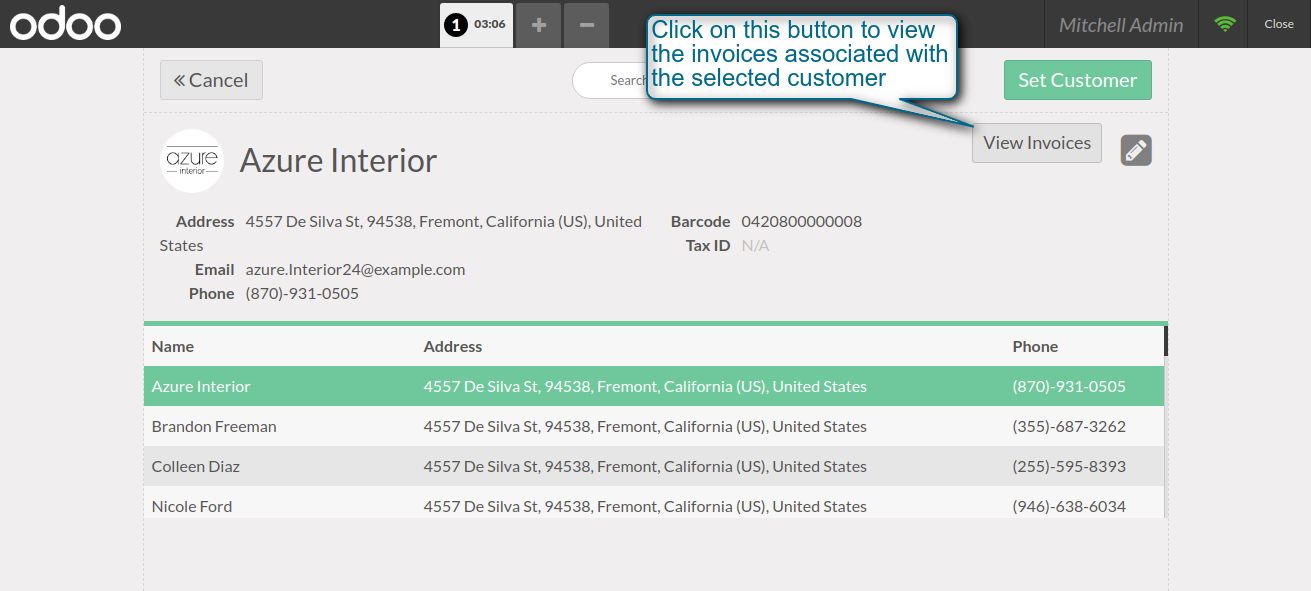 odoo
1 03:06 + −
Mitchell Admin
Close
Click on this button to view
the invoices associated with
the selected customer
« Cancel
Search
Set Customer
azure
interior
Azure Interior
View Invoices
Address 4557 De Silva St, 94538, Fremont, California (US), United
States
Email azure.Interior24@example.com
Phone (870)-931-0505
Barcode 0420800000008
Tax ID N/A
Name Address Phone
Azure Interior 4557 De Silva St, 94538, Fremont, California (US), United States (870)-931-0505
Brandon Freeman 4557 De Silva St, 94538, Fremont, California (US), United States (355)-687-3262
Colleen Diaz 4557 De Silva St, 94538, Fremont, California (US), United States (255)-595-8393
Nicole Ford 4557 De Silva St, 94538, Fremont, California (US), United States (946)-638-6034